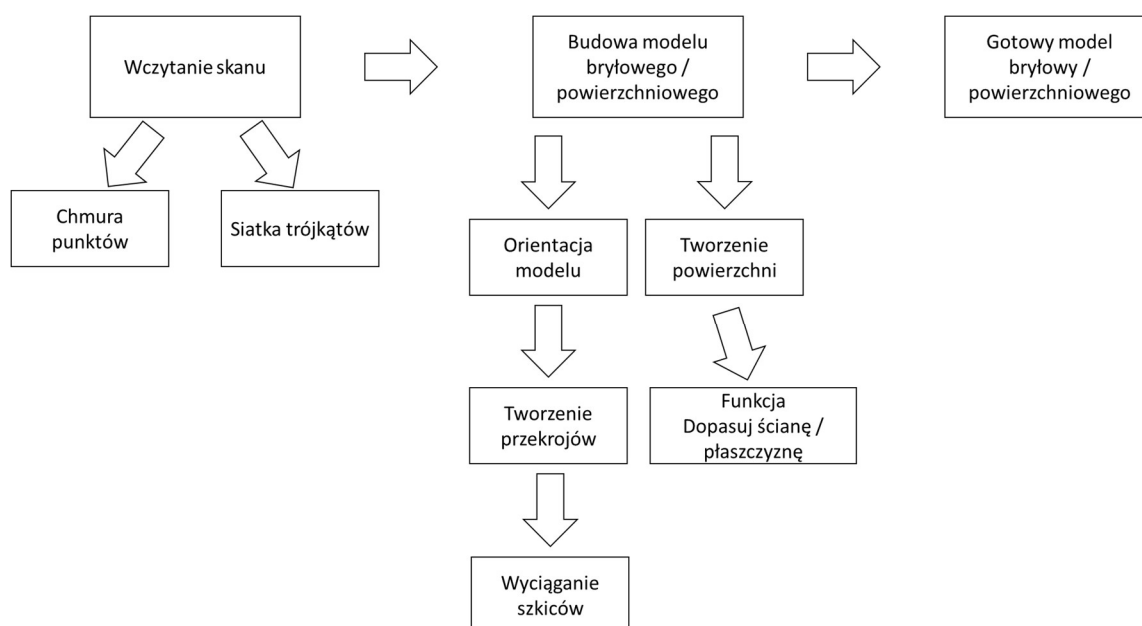 Wczytanie skanu
Budowa modelu
bryłowego /
powierzchniowego
Gotowy model
bryłowy /
powierzchniowego
Chmura
punktów
Siatka trójkątów
Orientacja
modelu
Tworzenie
powierzchni
Tworzenie
przekrojów
Funkcja
Dopasuj ścianę /
płaszczyznę
Wyciąganie
szkiców